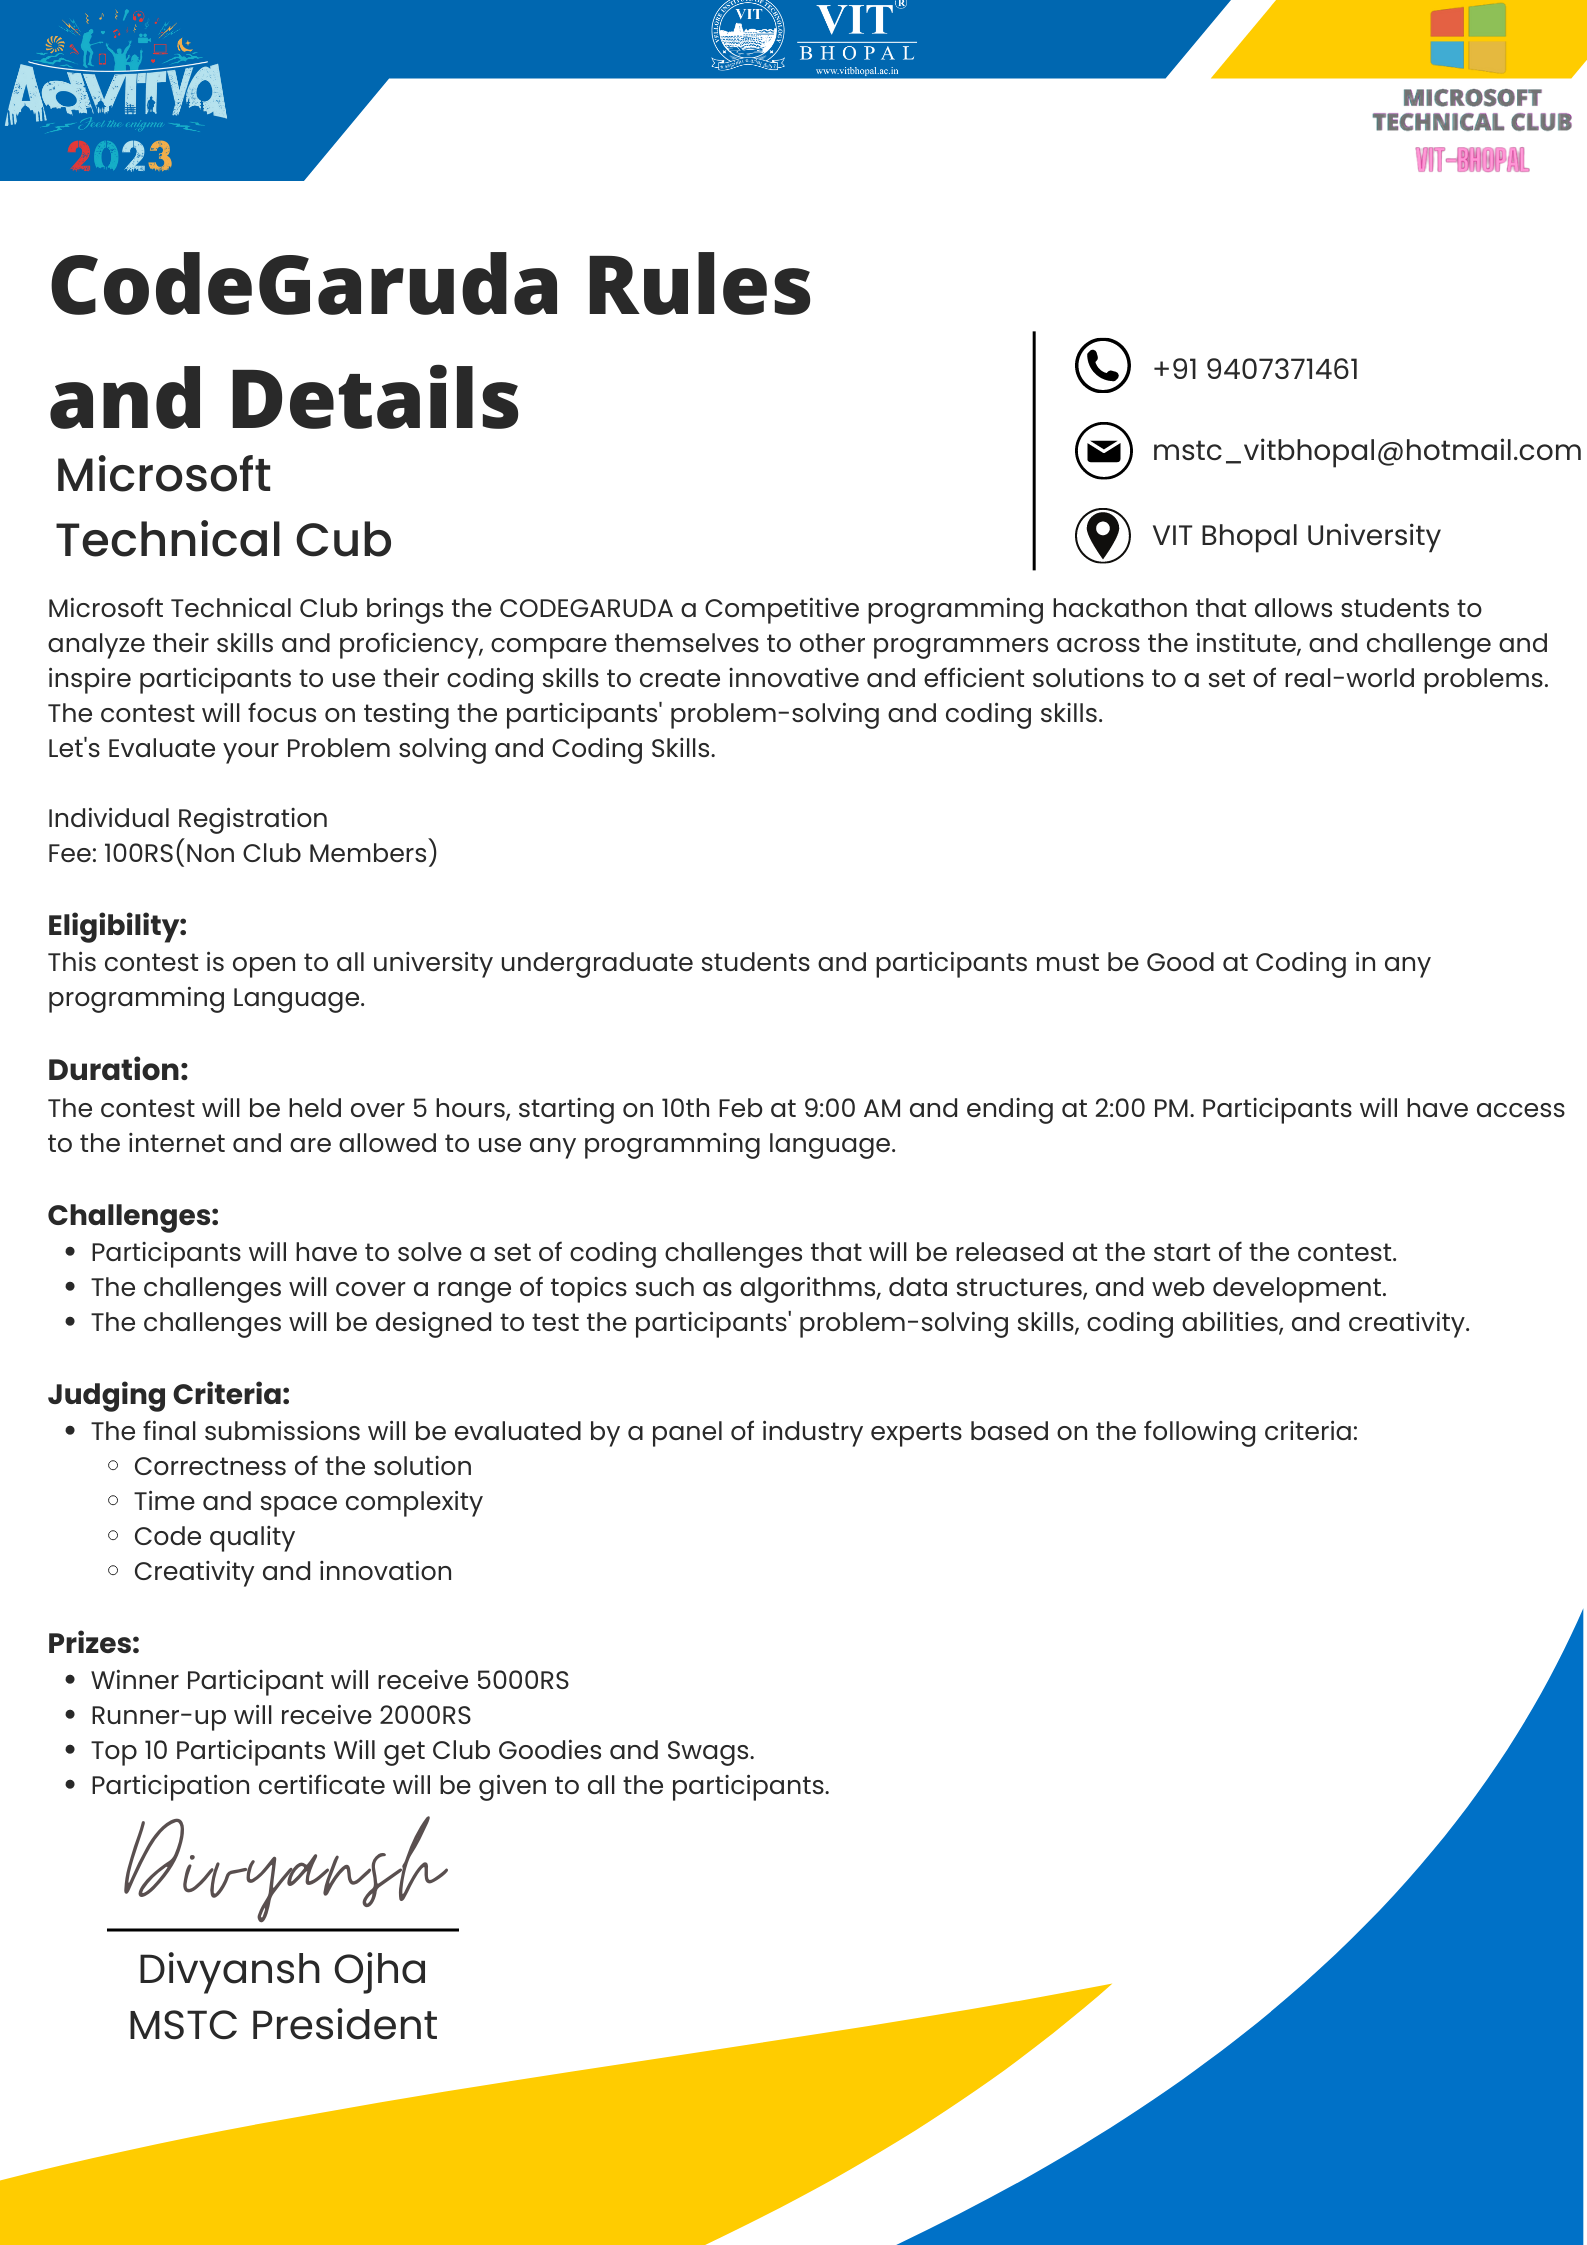 AdVITya
Feel the enigma
2023
VIT
VIT®
BHOPAL
www.vitbhopal.ac.in
MICROSOFT
TECHNICAL CLUB
VIT-BHOPAL
CodeGaruda Rules
and Details
Microsoft
Technical Cub
+91 9407371461
mstc_vitbhopal@hotmail.com
VIT Bhopal University
Microsoft Technical Club brings the CODEGARUDA a Competitive programming hackathon that allows students to
analyze their skills and proficiency, compare themselves to other programmers across the institute, and challenge and
inspire participants to use their coding skills to create innovative and efficient solutions to a set of real-world problems.
The contest will focus on testing the participants' problem-solving and coding skills.
Let's Evaluate your Problem solving and Coding Skills.
Individual Registration
Fee: 100RS(Non Club Members)
Eligibility:
This contest is open to all university undergraduate students and participants must be Good at Coding in any
programming Language.
Duration:
The contest will be held over 5 hours, starting on 10th Feb at 9:00 AM and ending at 2:00 PM. Participants will have access
to the internet and are allowed to use any programming language.
Challenges:
• Participants will have to solve a set of coding challenges that will be released at the start of the contest.
• The challenges will cover a range of topics such as algorithms, data structures, and web development.
• The challenges will be designed to test the participants' problem-solving skills, coding abilities, and creativity.
Judging Criteria:
• The final submissions will be evaluated by a panel of industry experts based on the following criteria:
○ Correctness of the solution
○ Time and space complexity
○ Code quality
○ Creativity and innovation
Prizes:
• Winner Participant will receive 5000RS
• Runner-up will receive 2000RS
• Top 10 Participants Will get Club Goodies and Swags.
• Participation certificate will be given to all the participants.
Divyansh
Divyansh Ojha
MSTC President